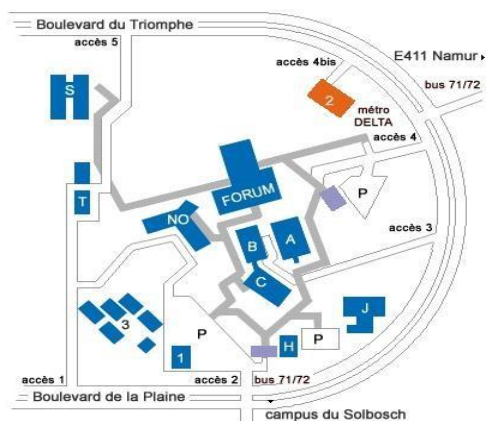 Boulevard du Triomphe
accès 5
accès 4bis
E411 Namur
bus 71/72
S
2
métro
DELTA
accès 4
T
FORUM
P
NO
B
A
accès 3
C
3
P
J
1
H
P
accès 1
accès 2
bus 71/72
Boulevard de la Plaine
campus du Solbosch